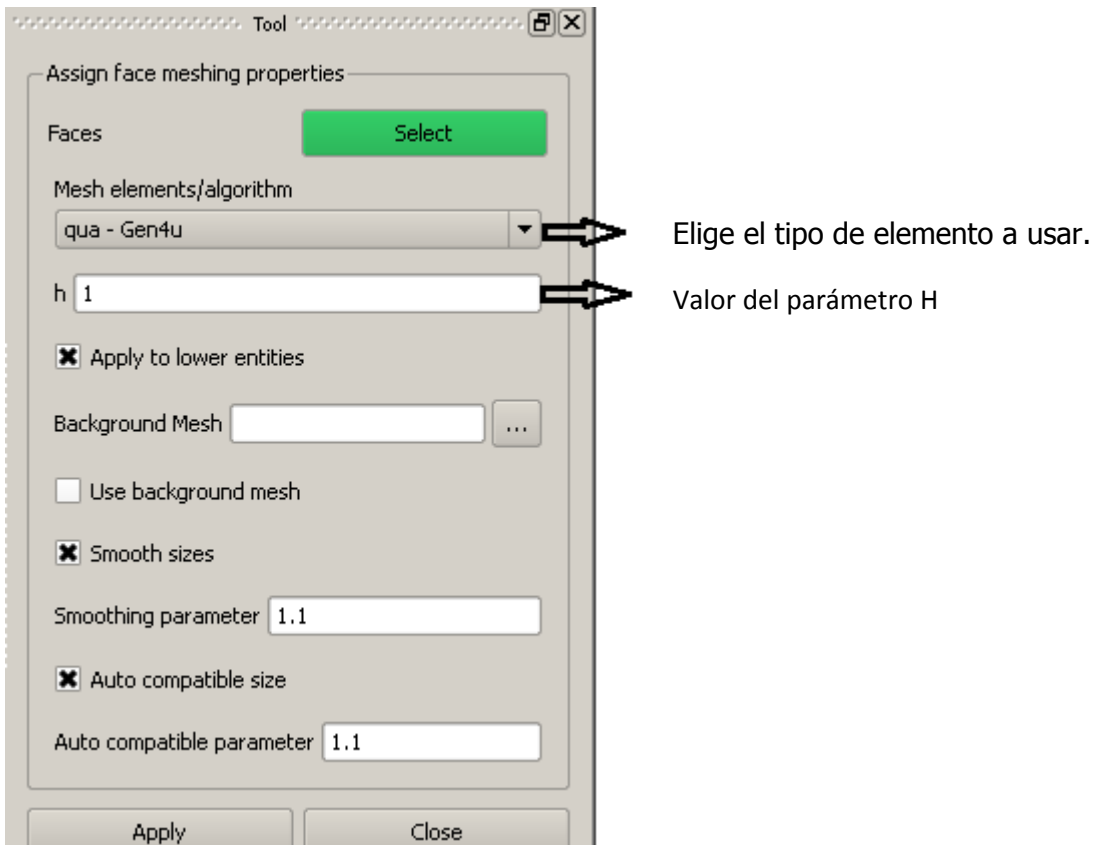 Tool
Assign face meshing properties
Faces Select
Mesh elements/algorithm
qua - Gen4u Elige el tipo de elemento a usar.
h 1 Valor del parámetro H
Apply to lower entities
Background Mesh ...
Use background mesh
Smooth sizes
Smoothing parameter 1.1
Auto compatible size
Auto compatible parameter 1.1
Apply Close